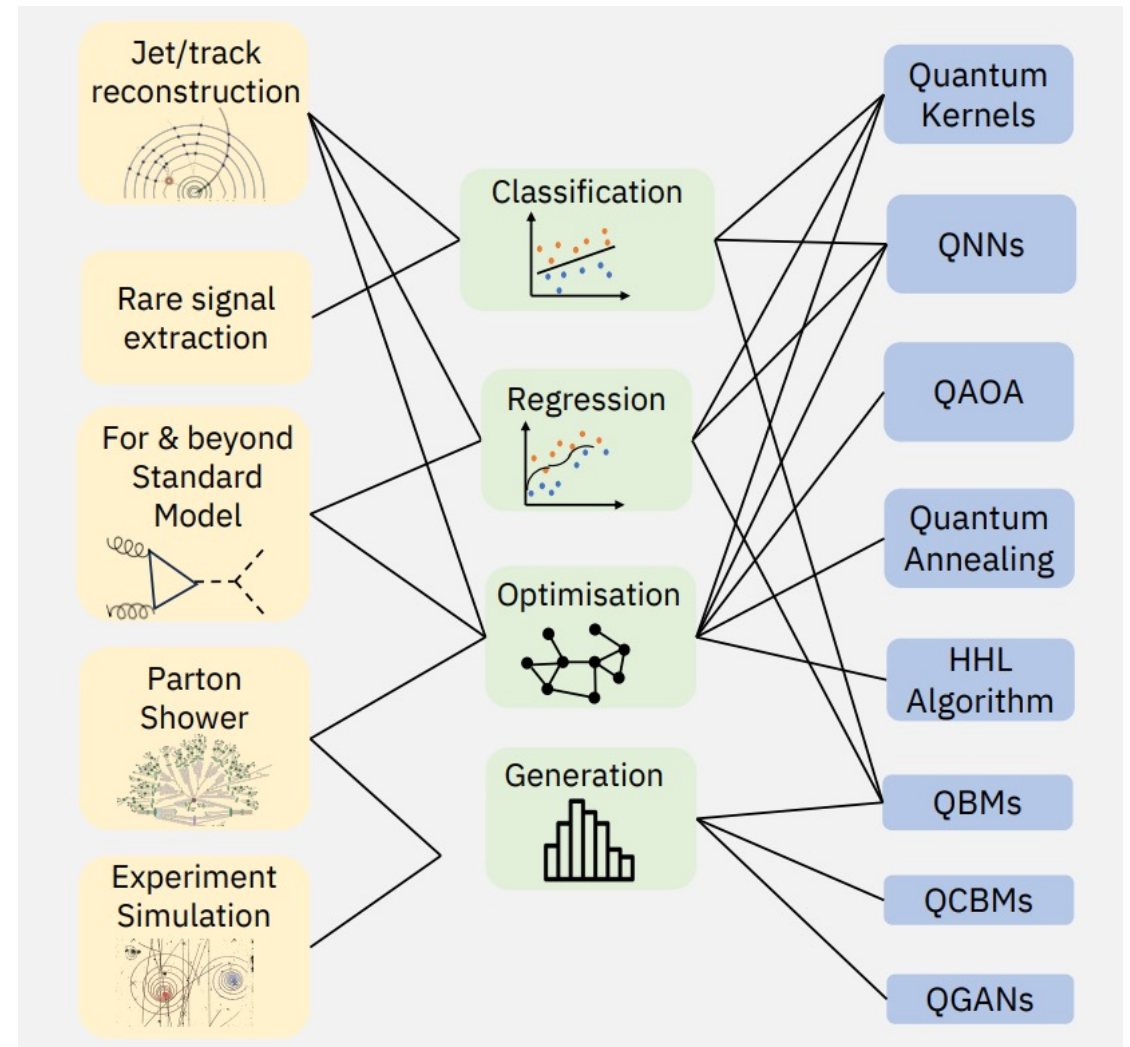 Jet/track
reconstruction
Rare signal
extraction
For & beyond
Standard
Model
Parton
Shower
Experiment
Simulation
Classification
Regression
Optimisation
Generation
Quantum
Kernels
QNNs
QAOA
Quantum
Annealing
HHL
Algorithm
QBMs
QCBMs
QGANs